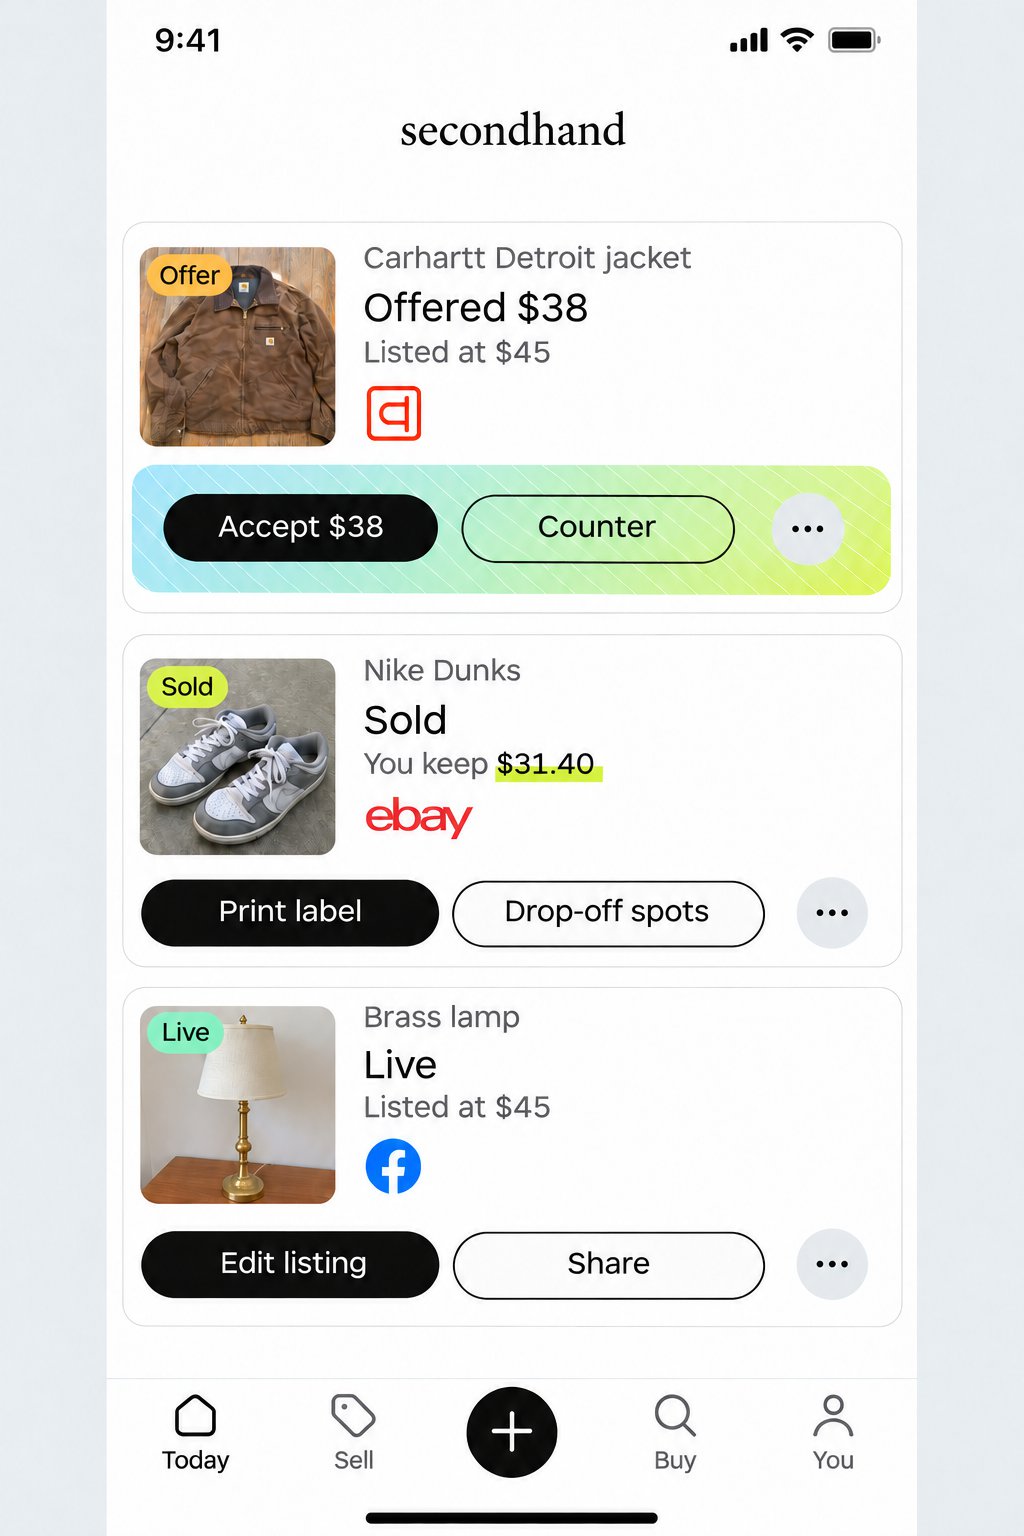 9:41
secondhand
Offer
Carhartt Detroit jacket
Offered $38
Listed at $45
Accept $38
Counter
Sold
Nike Dunks
Sold
You keep $31.40
ebay
Print label
Drop-off spots
Live
Brass lamp
Live
Listed at $45
Edit listing
Share
Today
Sell
Buy
You